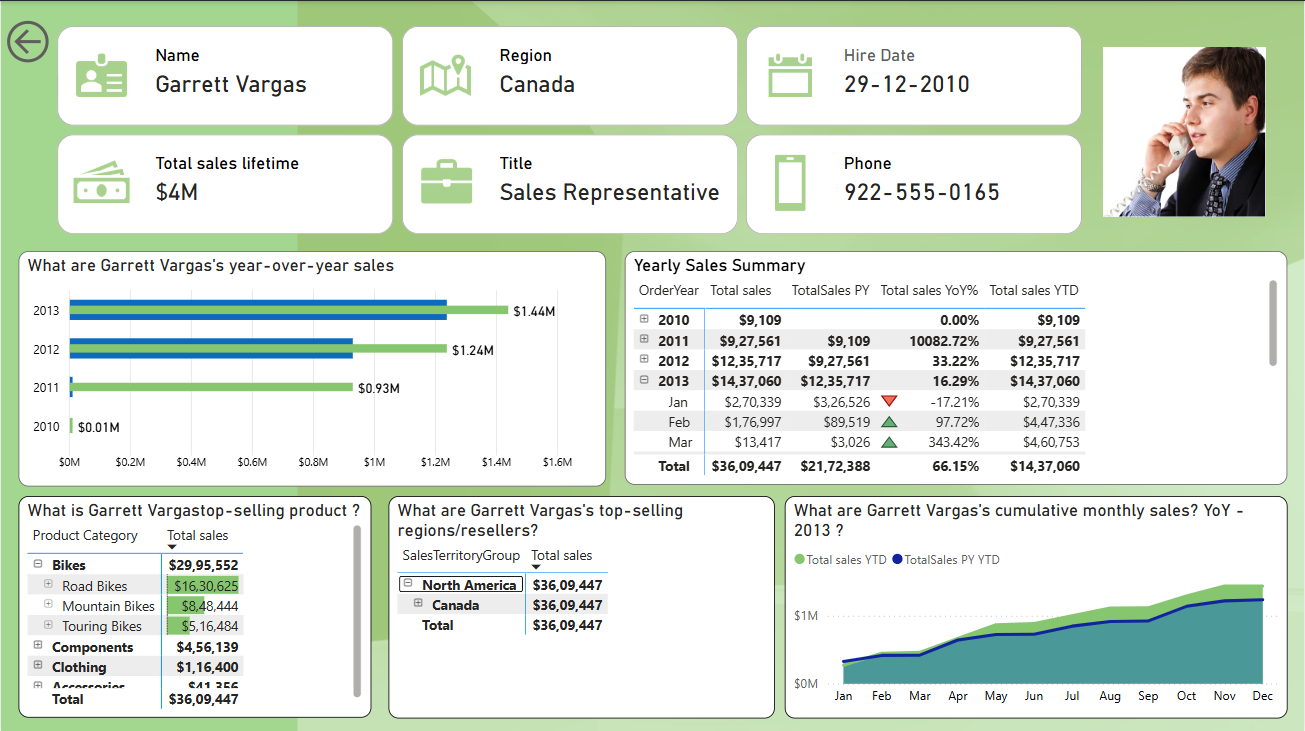 Name
Garrett Vargas
Region
Canada
Hire Date
29-12-2010
Total sales lifetime
$4M
Title
Sales Representative
Phone
922-555-0165
What are Garrett Vargas's year-over-year sales
2013 $1.44M
2012 $1.24M
2011 $0.93M
2010 $0.01M
$0M $0.2M $0.4M $0.6M $0.8M $1M $1.2M $1.4M $1.6M
Yearly Sales Summary
OrderYear Total sales TotalSales PY Total sales YoY% Total sales YTD
2010 $9,109 0.00% $9,109
2011 $9,27,561 $9,109 10082.72% $9,27,561
2012 $12,35,717 $9,27,561 33.22% $12,35,717
2013 $14,37,060 $12,35,717 16.29% $14,37,060
Jan $2,70,339 $3,26,526 -17.21% $2,70,339
Feb $1,76,997 $89,519 97.72% $4,47,336
Mar $13,417 $3,026 343.42% $4,60,753
Total $36,09,447 $21,72,388 66.15% $14,37,060
What is Garrett Vargastop-selling product ?
Product Category Total sales
Bikes $29,95,552
Road Bikes $16,30,625
Mountain Bikes $8,48,444
Touring Bikes $5,16,484
Components $4,56,139
Clothing $1,16,400
Accessories $41,356
Total $36,09,447
What are Garrett Vargas's top-selling
regions/resellers?
SalesTerritoryGroup Total sales
North America $36,09,447
Canada $36,09,447
Total $36,09,447
What are Garrett Vargas's cumulative monthly sales? YoY -
2013 ?
Total sales YTD TotalSales PY YTD
$1M
$0M
Jan Feb Mar Apr May Jun Jul Aug Sep Oct Nov Dec